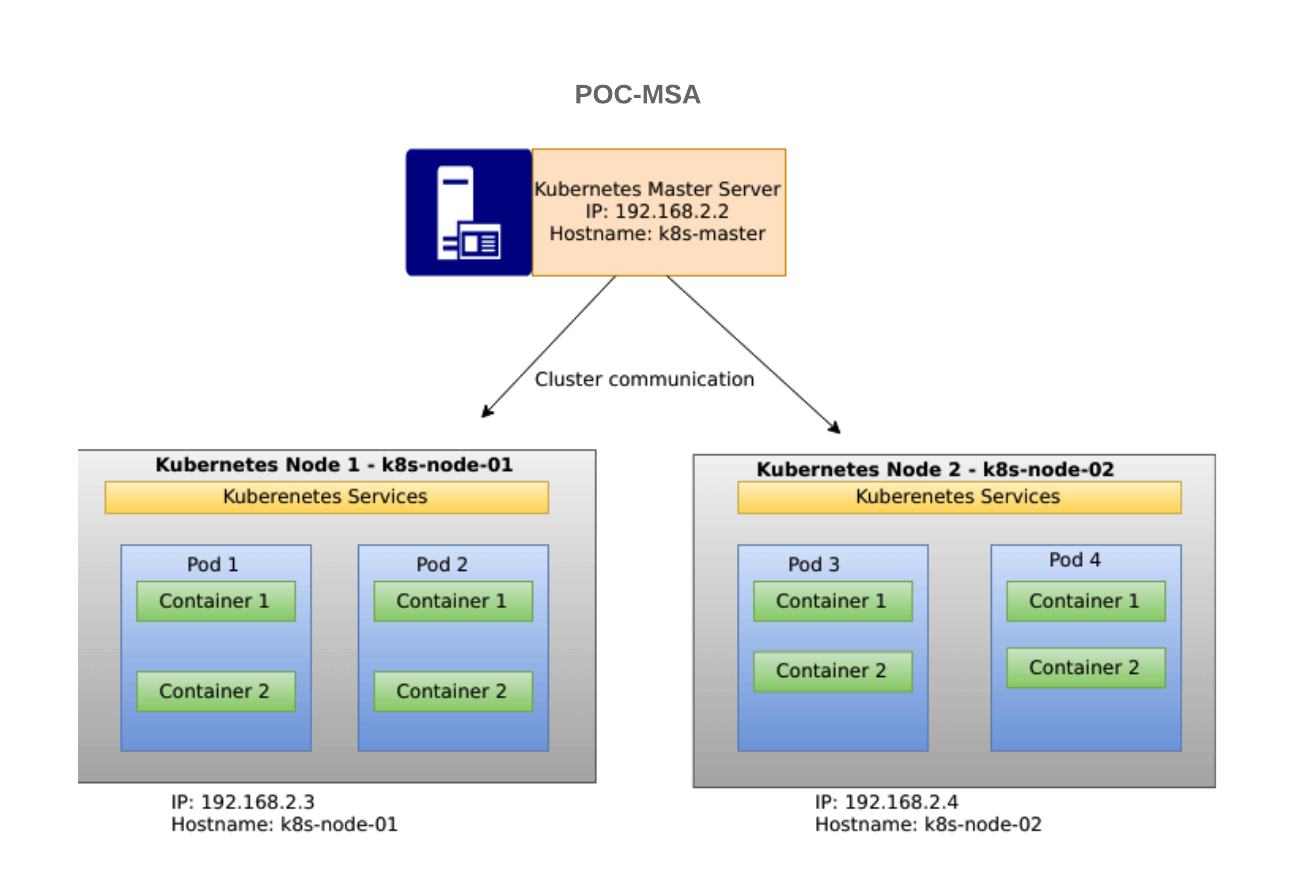 POC-MSA
Kubernetes Master Server
IP: 192.168.2.2
Hostname: k8s-master
Cluster communication
Kubernetes Node 1 - k8s-node-01
Kuberenetes Services
Pod 1
Container 1
Container 2
Pod 2
Container 1
Container 2
IP: 192.168.2.3
Hostname: k8s-node-01
Kubernetes Node 2 - k8s-node-02
Kuberenetes Services
Pod 3
Container 1
Container 2
Pod 4
Container 1
Container 2
IP: 192.168.2.4
Hostname: k8s-node-02